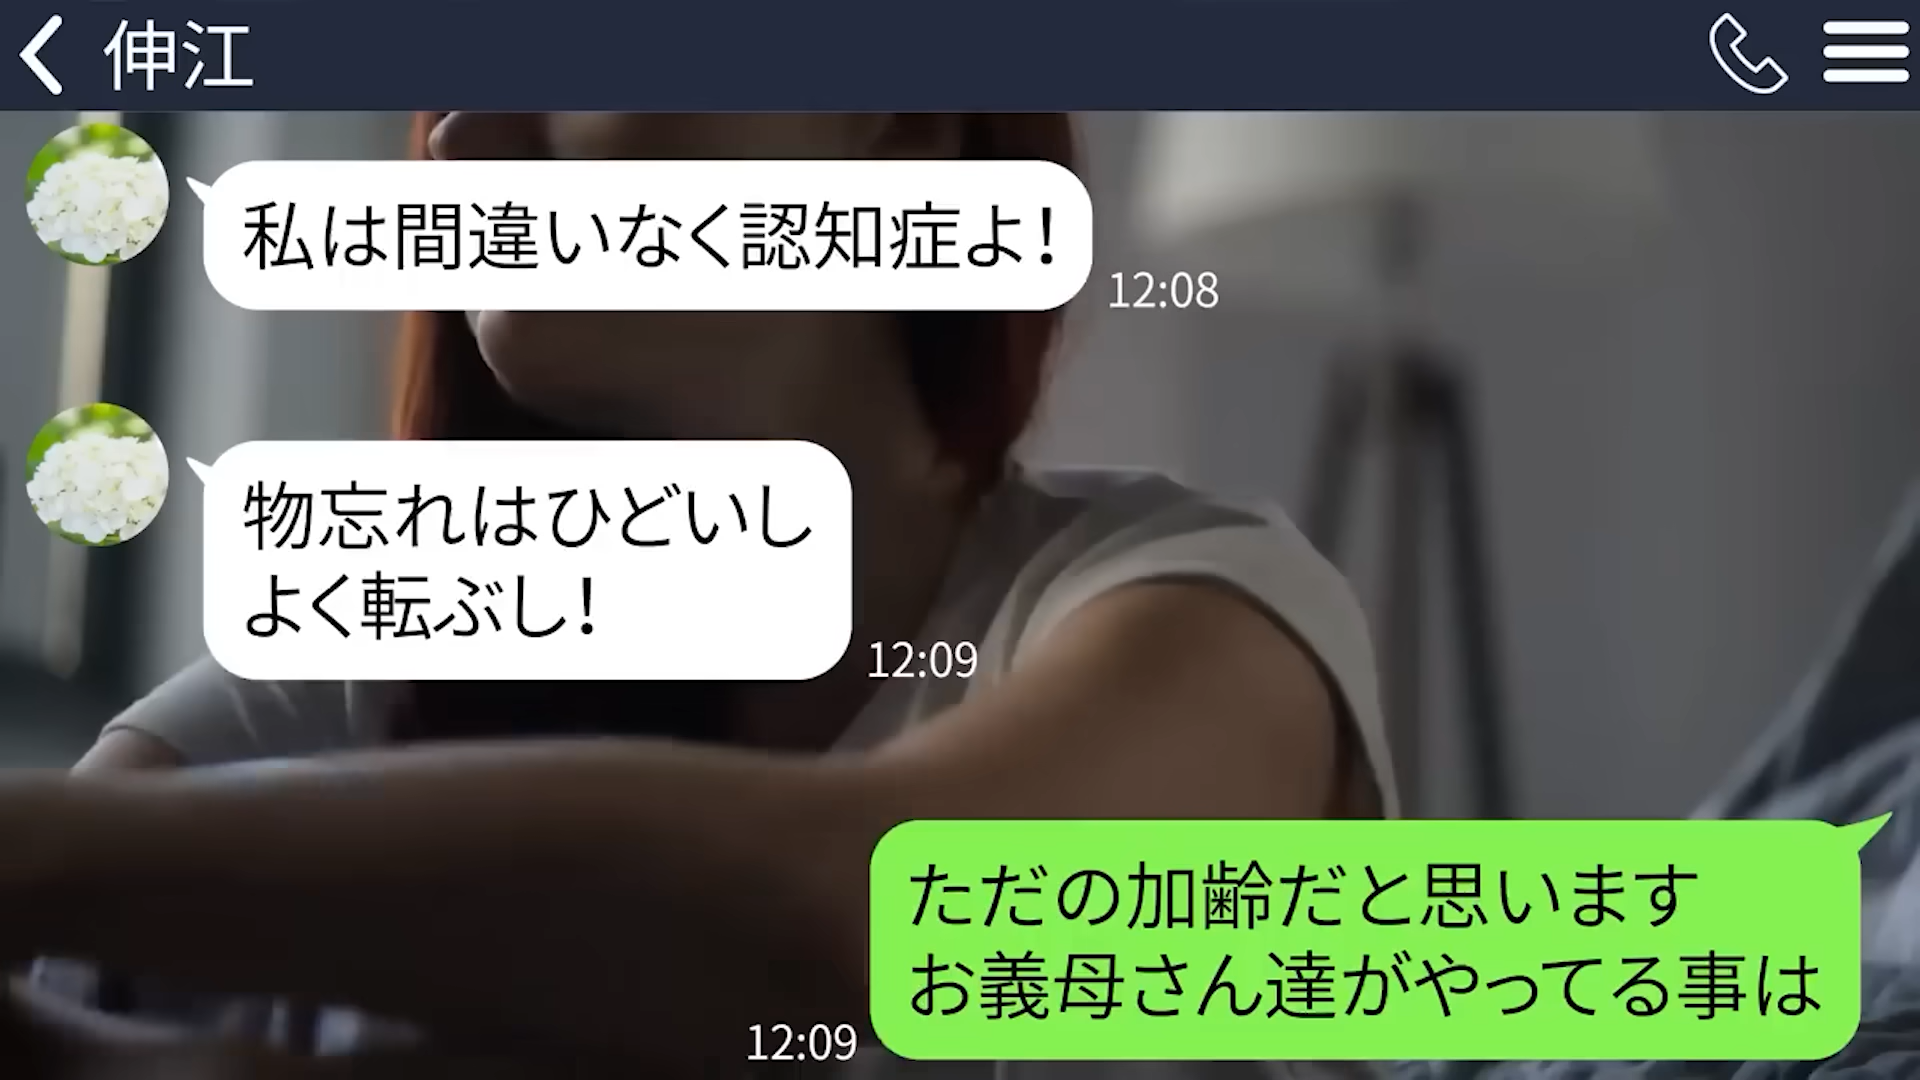 伸江
私は間違いなく認知症よ！
12:08
物忘れはひどいし
よく転ぶし！
12:09
ただの加齢だと思います
お義母さん達がやってる事は
12:09